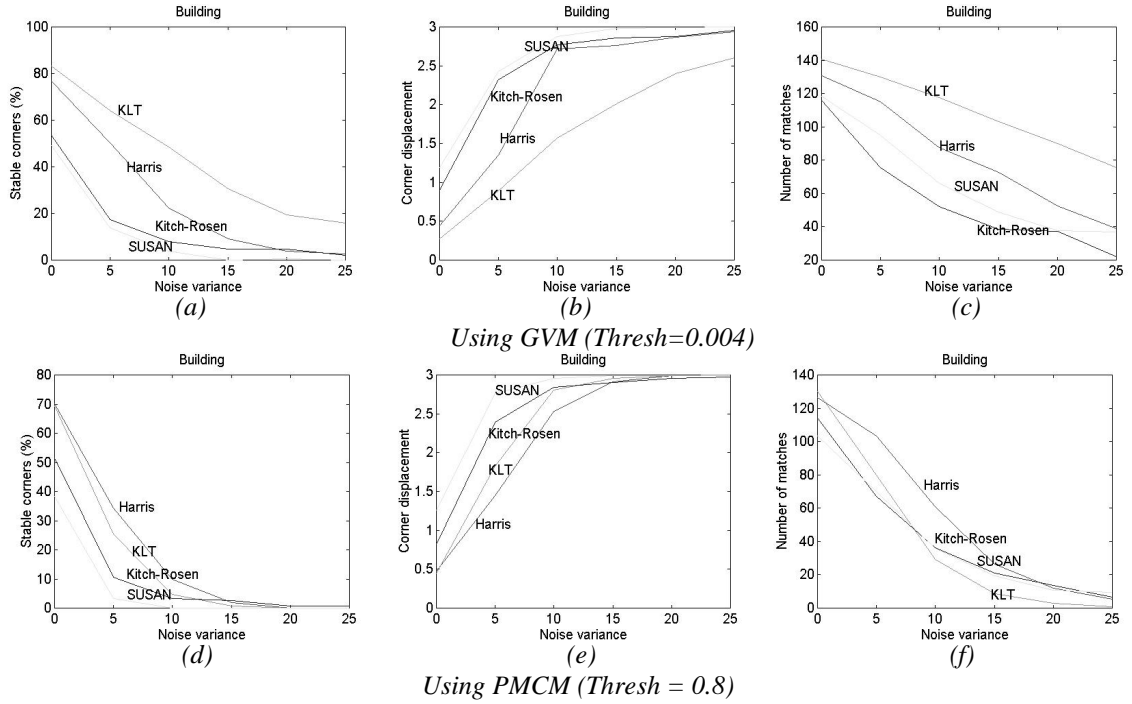 Building
Stable corners (%)
100
80
60
40
20
0
KLT
Harris
Kitch-Rosen
SUSAN
0 5 10 15 20 25
Noise variance
(a)
Building
Corner displacement
3
2.5
2
1.5
1
0.5
0
SUSAN
Kitch-Rosen
Harris
KLT
0 5 10 15 20 25
Noise variance
(b)
Building
Number of matches
160
140
120
100
80
60
40
20
KLT
Harris
SUSAN
Kitch-Rosen
0 5 10 15 20 25
Noise variance
(c)
Using GVM (Thresh=0.004)
Building
Stable corners (%)
80
70
60
50
40
30
20
10
0
Harris
KLT
Kitch-Rosen
SUSAN
0 5 10 15 20 25
Noise variance
(d)
Building
Corner displacement
3
2.5
2
1.5
1
0.5
0
SUSAN
Kitch-Rosen
KLT
Harris
0 5 10 15 20 25
Noise variance
(e)
Building
Number of matches
140
120
100
80
60
40
20
0
Harris
Kitch-Rosen
SUSAN
KLT
0 5 10 15 20 25
Noise variance
(f)
Using PMCM (Thresh = 0.8)